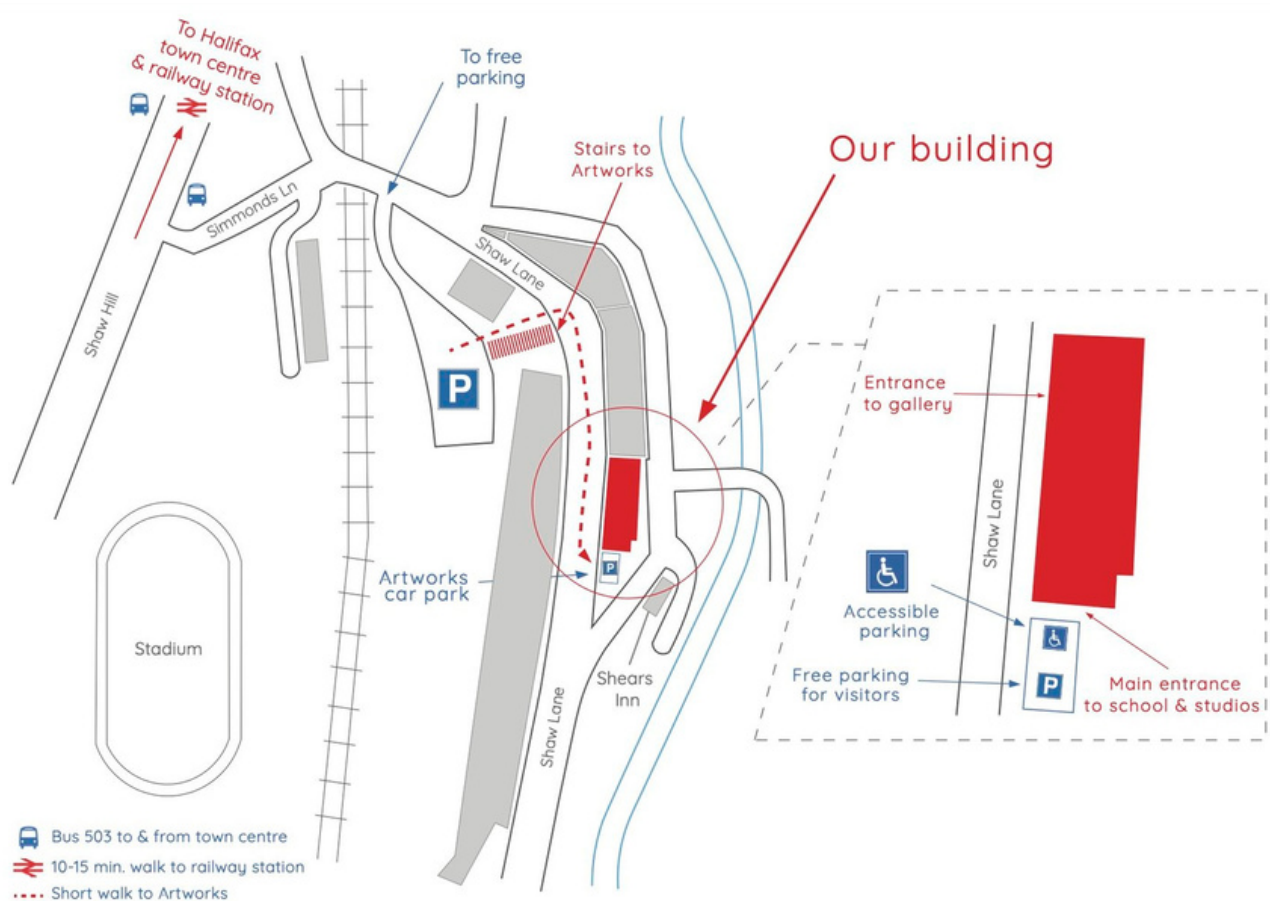 To Halifax
town centre
& railway station
To free
parking
Stairs to
Artworks
Our building
Simmonds Ln
Shaw Lane
Shaw Hill
P
Entrance
to gallery
Shaw Lane
Artworks
car park
P
Accessible
parking
Stadium
Shears
Inn
Free parking
for visitors
P
Main entrance
to school & studios
Shaw Lane
Bus 503 to & from town centre
10-15 min. walk to railway station
Short walk to Artworks